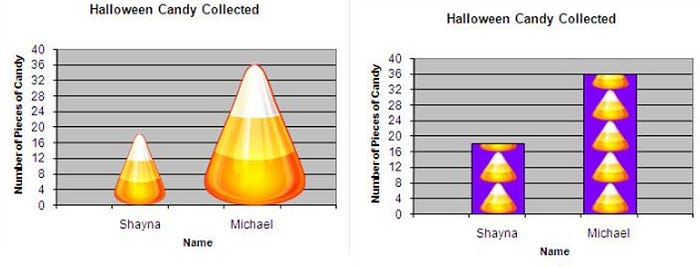 Halloween Candy Collected
Number of Pieces of Candy
40
36
32
28
24
20
16
12
8
4
0
Shayna
Michael
Name
Halloween Candy Collected
Number of Pieces of Candy
40
36
32
28
24
20
16
12
8
4
0
Shayna
Michael
Name